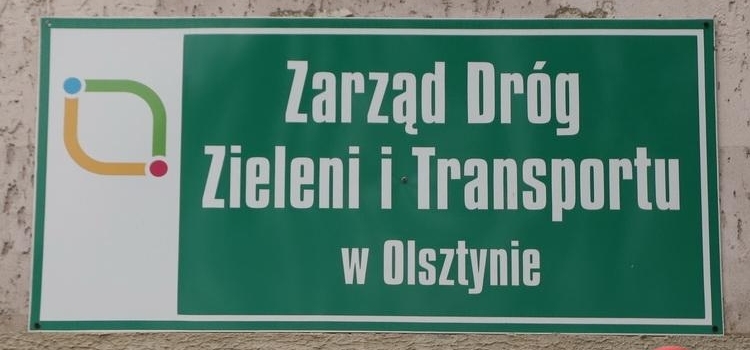 Zarząd Dróg
Zieleni i Transportu
w Olsztynie